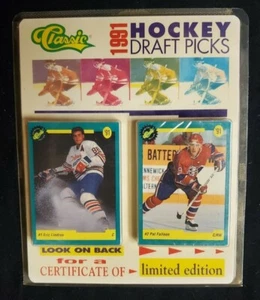 Classic
1991
HOCKEY
DRAFT PICKS
'91
'91
BATTER
LOOK ON BACK
for a
CERTIFICATE OF
limited edition